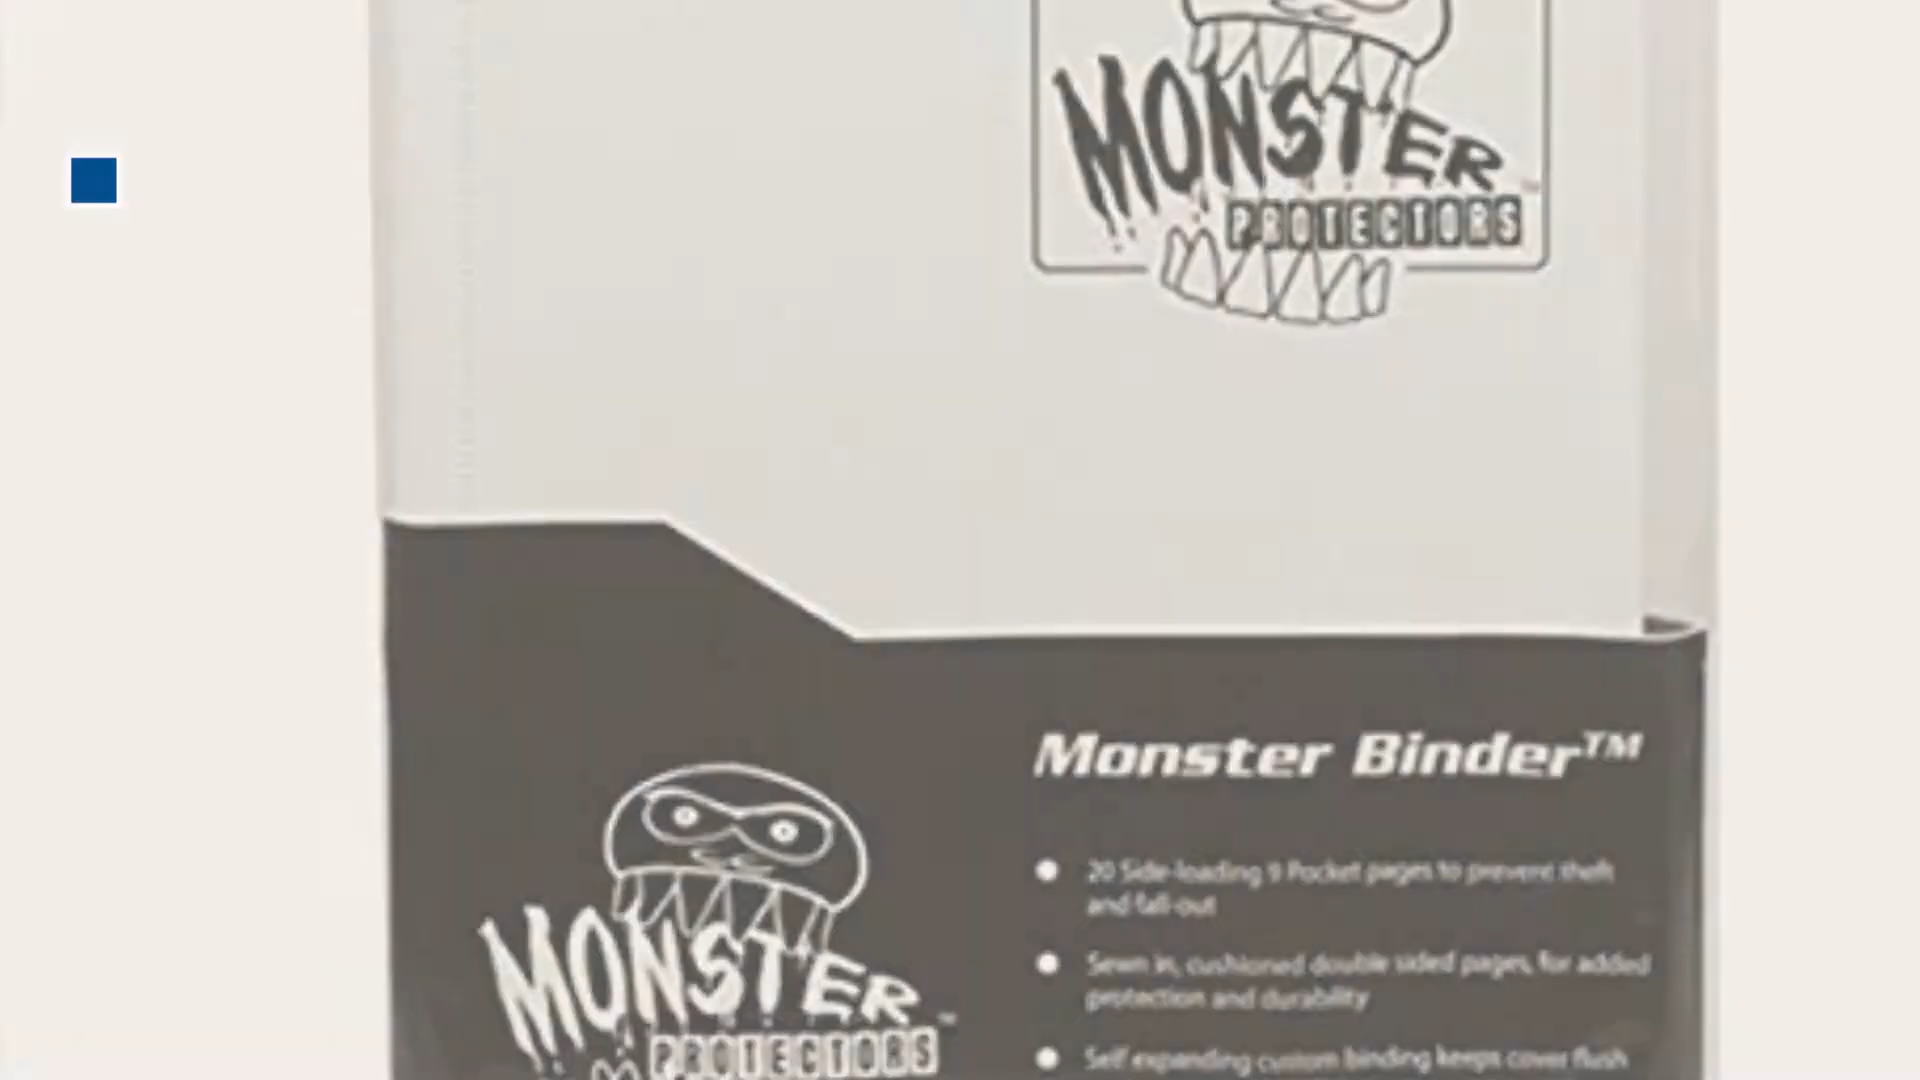 MONSTER
PROTECTORS
Monster Binder™
20 Side-loading 9 Pocket pages to prevent theft
and fall-out
Sewn in, cushioned double sided pages, for added
protection and durability
Self expanding custom binding keeps cover flush
MONSTER™
PROTECTORS